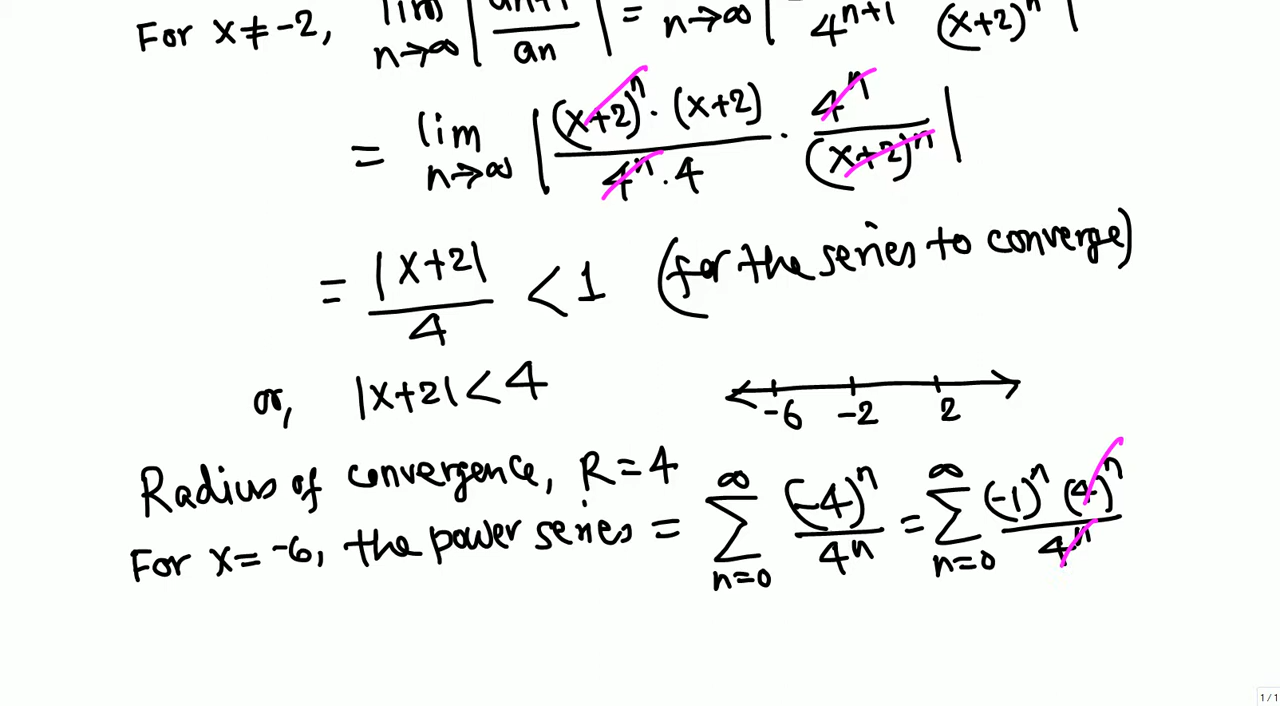 For x ≠ -2, lim n→∞ | an+1 / an | = lim n→∞ | / 4^{n+1} (x+2)^n |
= lim n→∞ | (x+2)^n · (x+2) / 4^n · 4 · 4^n / (x+2)^n |
= |x+2| / 4 < 1 (for the series to converge)
or, |x+2| < 4
-6 -2 2
Radius of convergence, R = 4
For x = -6, the power series = ∑_{n=0}^{∞} (-4)^n / 4^n = ∑_{n=0}^{∞} (-1)^n (4)^n / 4^n
1/1